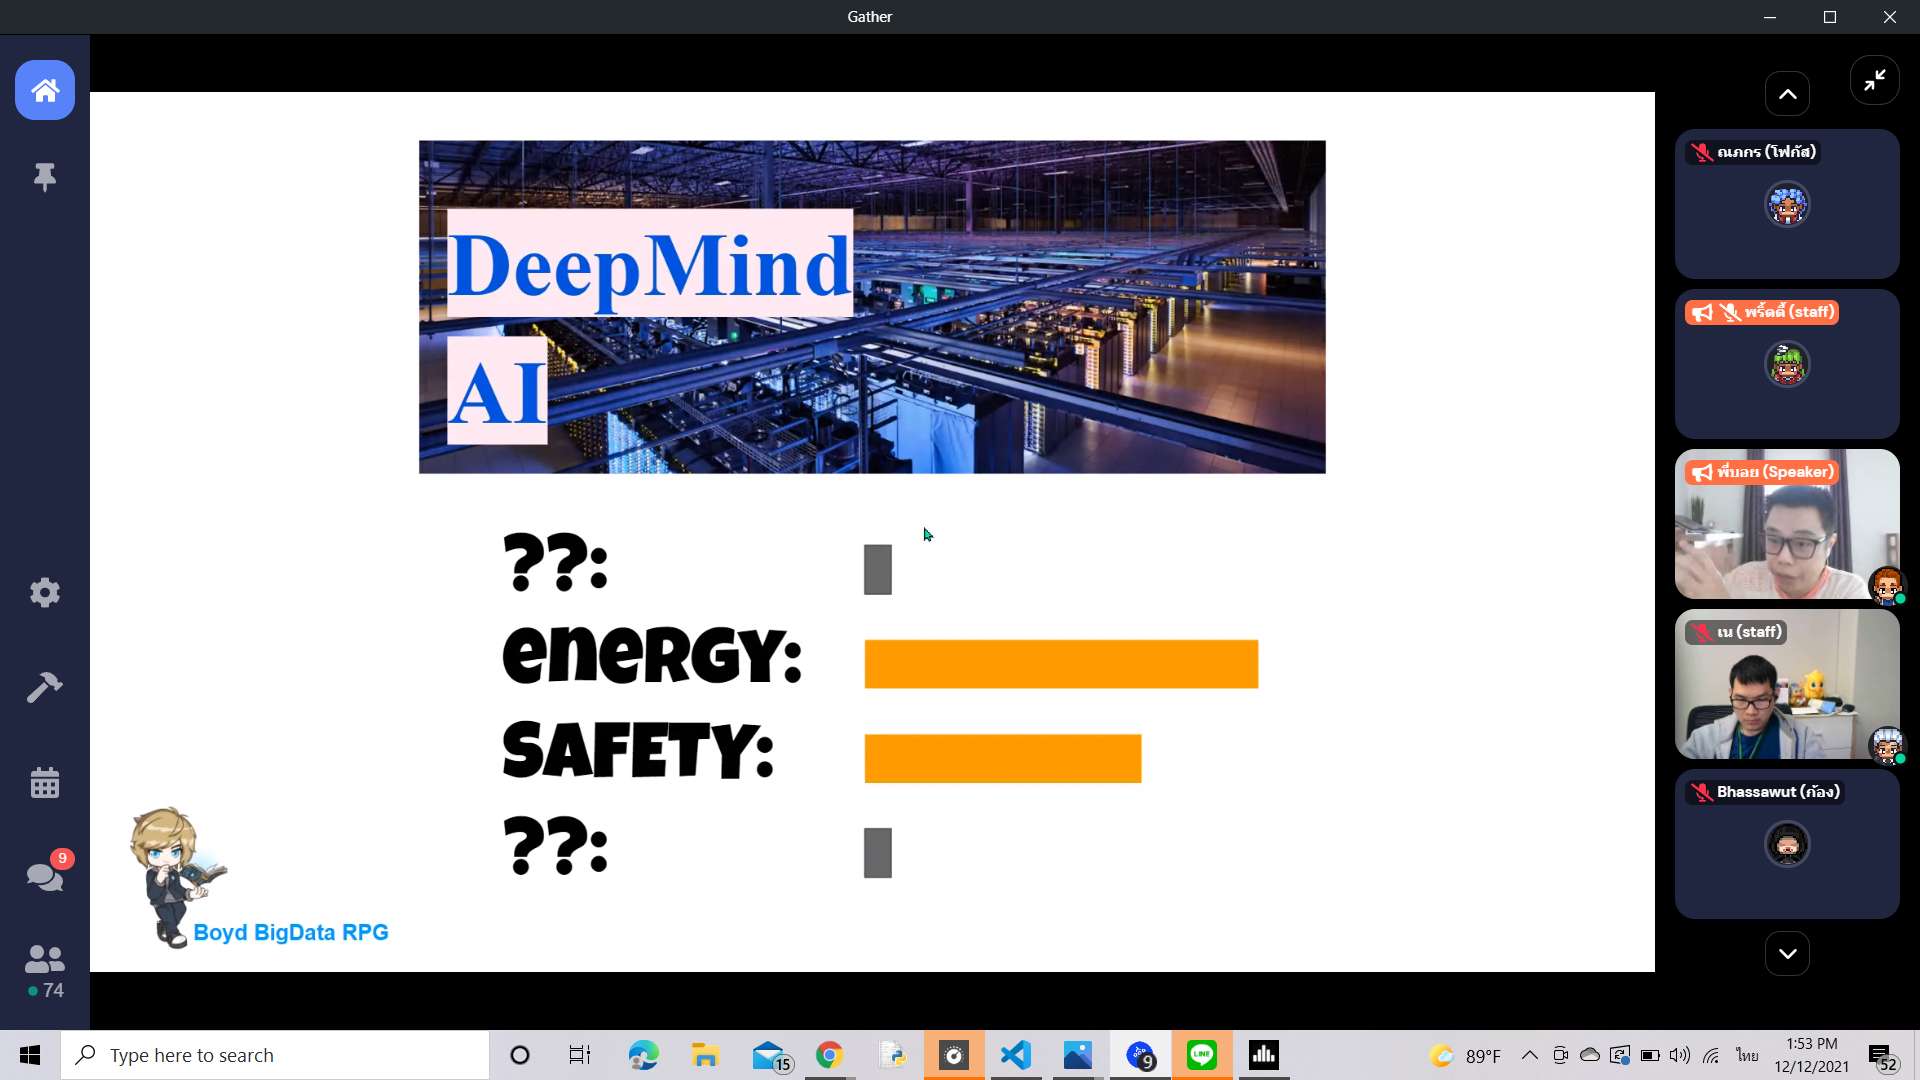 Gather
DeepMind
AI
??:
ENERGY:
SAFETY:
??:
Boyd BigData RPG
ณภกร (โฟกัส)
พริ้ตตี้ (staff)
พี่บอย (Speaker)
เน (staff)
Bhassawut (ก้อง)
9
74
Type here to search
15
9
LINE
89°F
ไทย
1:53 PM
12/12/2021
52